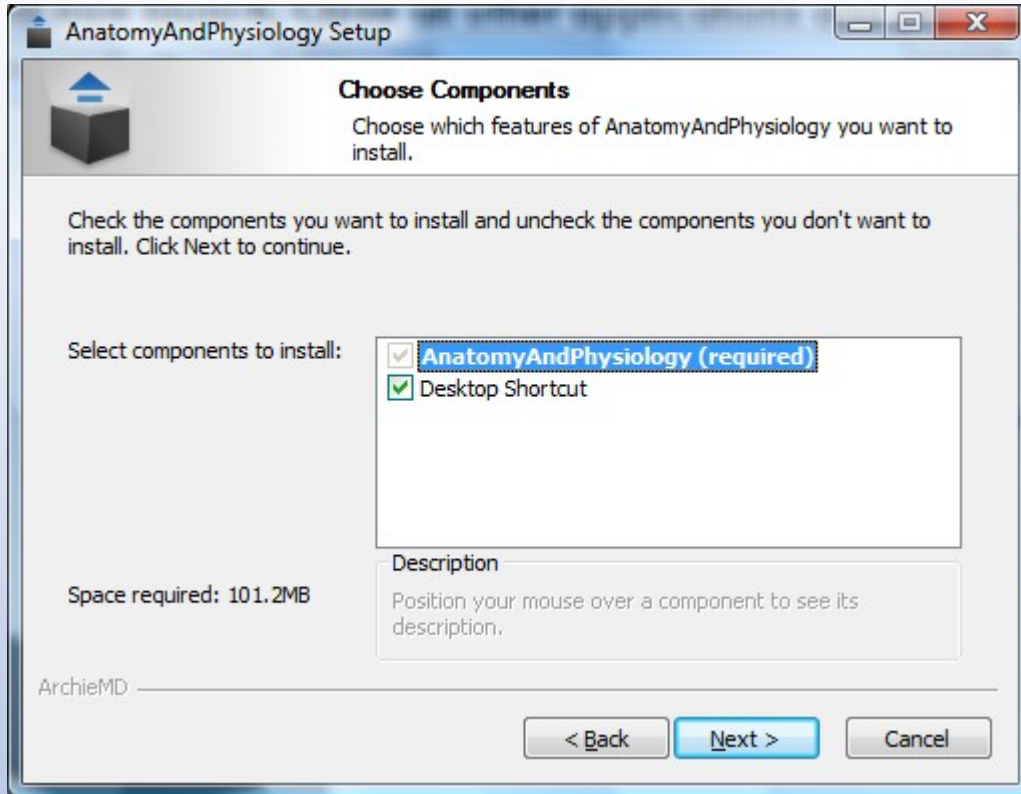 AnatomyAndPhysiology Setup
Choose Components
Choose which features of AnatomyAndPhysiology you want to
install.
Check the components you want to install and uncheck the components you don't want to
install. Click Next to continue.
Select components to install:
AnatomyAndPhysiology (required)
Desktop Shortcut
Space required: 101.2MB
Description
Position your mouse over a component to see its
description.
ArchieMD
< Back
Next >
Cancel